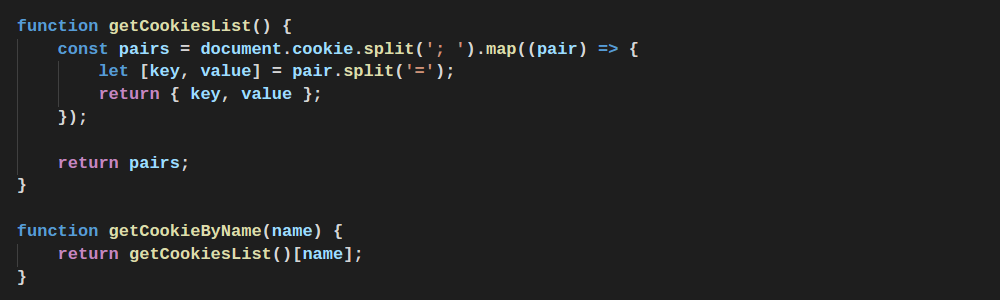 function getCookiesList() {
    const pairs = document.cookie.split('; ').map((pair) => {
        let [key, value] = pair.split('=');
        return { key, value };
    });

    return pairs;
}

function getCookieByName(name) {
    return getCookiesList()[name];
}